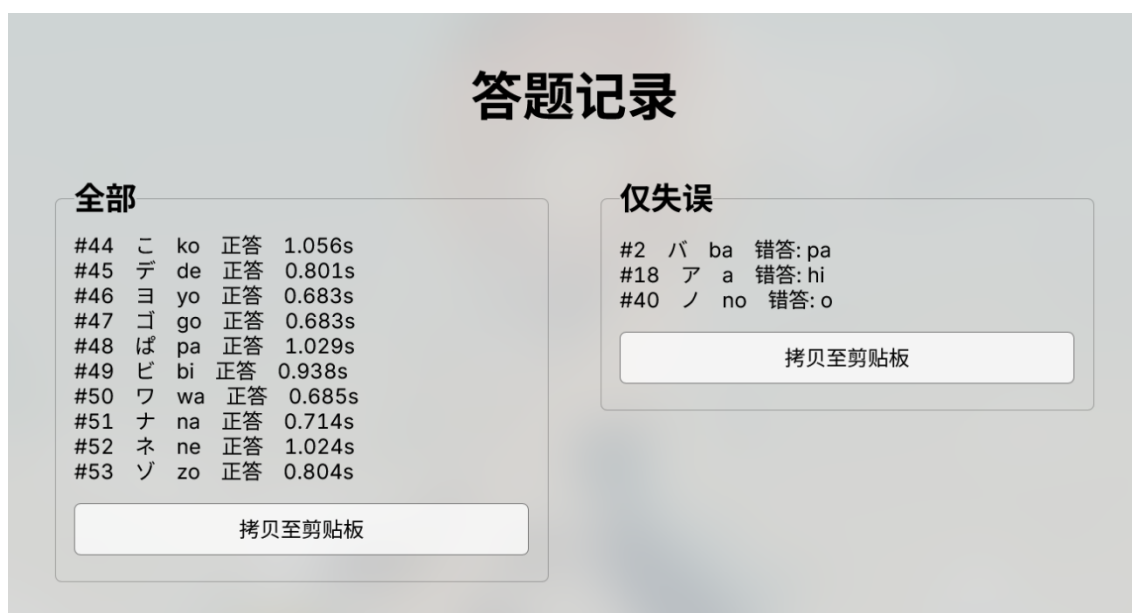 答题记录
全部
#44 こ ko 正答 1.056s
#45 デ de 正答 0.801s
#46 ヨ yo 正答 0.683s
#47 ゴ go 正答 0.683s
#48 ぱ pa 正答 1.029s
#49 ビ bi 正答 0.938s
#50 ワ wa 正答 0.685s
#51 ナ na 正答 0.714s
#52 ネ ne 正答 1.024s
#53 ゾ zo 正答 0.804s
拷贝至剪贴板
仅失误
#2 バ ba 错答: pa
#18 ア a 错答: hi
#40 ノ no 错答: o
拷贝至剪贴板